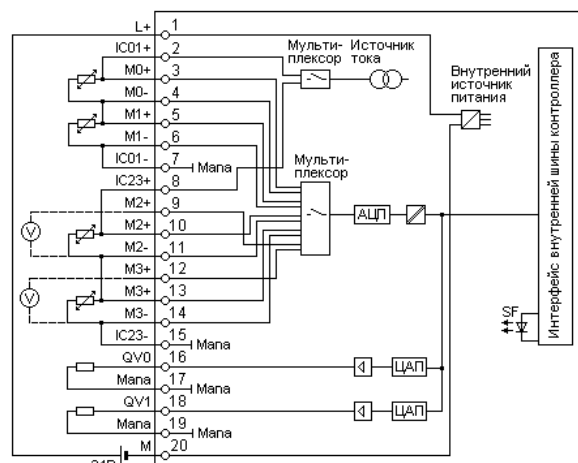 L+ 1
IC01+ 2
M0+ 3
M0- 4
M1+ 5
M1- 6
IC01- 7 Mana
IC23+ 8
M2+ 9
M2+ 10
M2- 11
M3+ 12
M3+ 13
M3- 14
IC23- 15 Mana
QV0 16
Mana 17 Mana
QV1 18
Mana 19 Mana
M 20
V
V
Мульти-
плексор
Источник
тока
Внутренний
источник
питания
Мульти-
плексор
АЦП
ЦАП
ЦАП
SF
Интерфейс внутренней шины контроллера